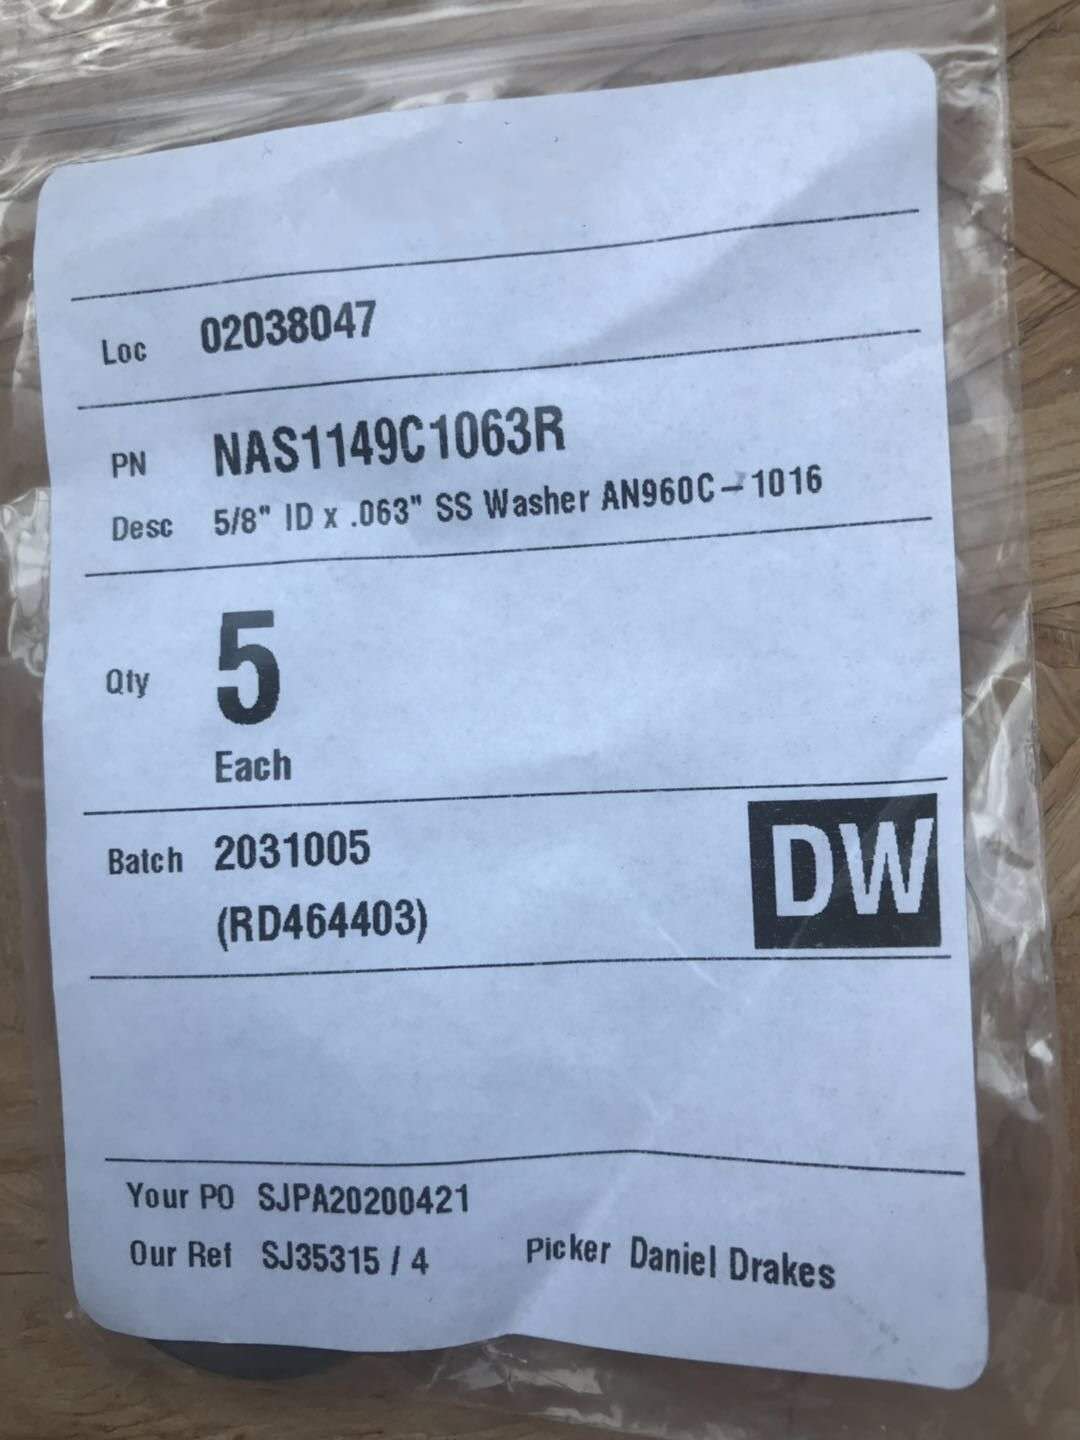 Loc 02038047
PN NAS1149C1063R
Desc 5/8" ID x .063" SS Washer AN960C-1016
Qty 5
Each
Batch 2031005
(RD464403)
DW
Your PO SJPA20200421
Our Ref SJ35315 / 4 Picker Daniel Drakes